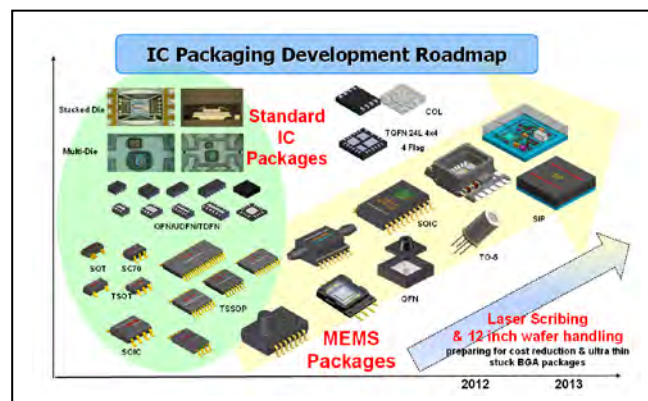 IC Packaging Development Roadmap
Stacked Die
Multi-Die
Standard
IC
Packages
COL
TQFN 24L 4x4
4 Flag
QFN/UDFN/TDFN
SOT
SC70
TSOT
TSSOP
SOIC
SOIC
QFN
TO-5
SIP
MEMS
Packages
Laser Scribing
& 12 inch wafer handling
preparing for cost reduction & ultra thin
stuck BGA packages
2012
2013